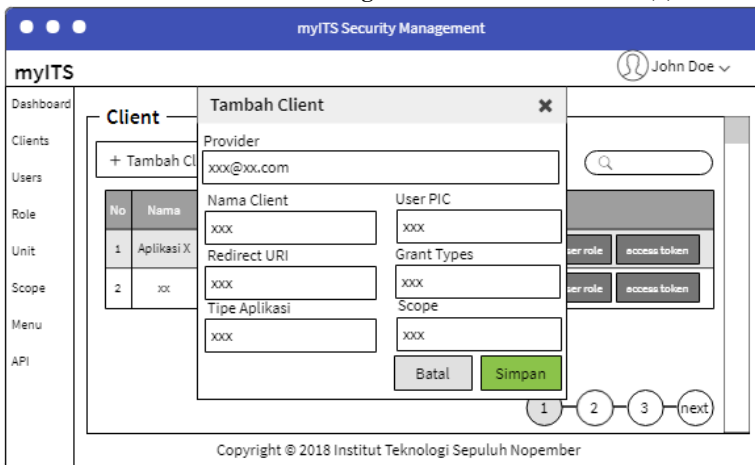 myITS Security Management
myITS
John Doe
Dashboard
Clients
Users
Role
Unit
Scope
Menu
API
Client
+ Tambah Cl
No Nama
1 Aplikasi X
ser role access token
2 xx
ser role access token
Tambah Client
Provider
xxx@xx.com
Nama Client User PIC
xxx xxx
Redirect URI Grant Types
xxx xxx
Tipe Aplikasi Scope
xxx xxx
Batal Simpan
1 2 3 next
Copyright © 2018 Institut Teknologi Sepuluh Nopember